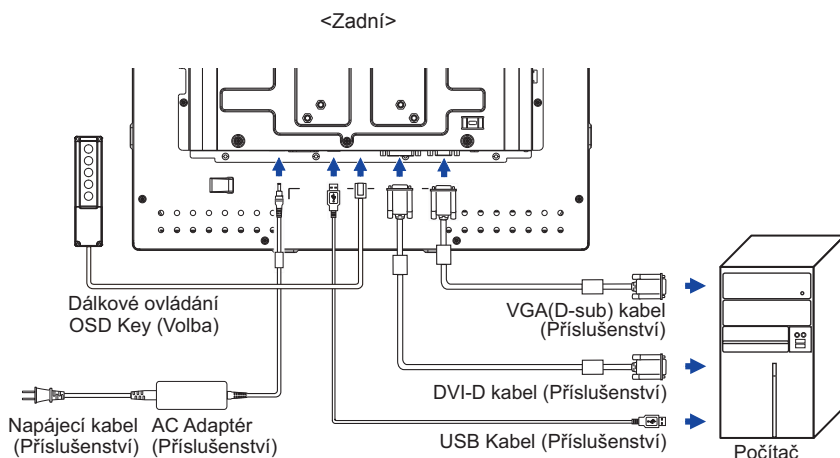 <Zadní>
Dálkové ovládání
OSD Key (Volba)
VGA(D-sub) kabel
(Příslušenství)
DVI-D kabel (Příslušenství)
Napájecí kabel
(Příslušenství)
AC Adaptér
(Příslušenství)
USB Kabel (Příslušenství)
Počítač